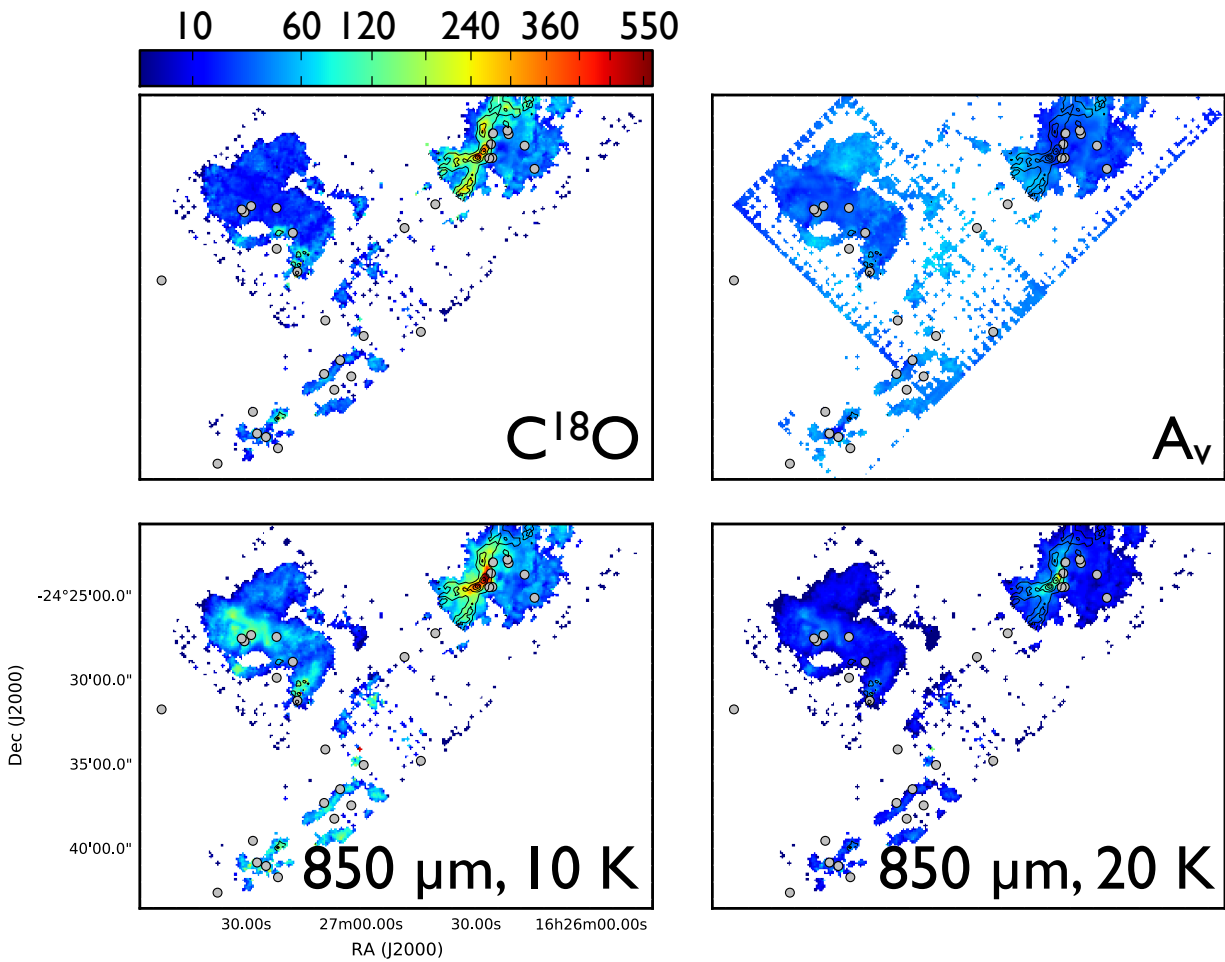 10 60 120 240 360 550
C18O
Av
-24°25'00.0"
30'00.0"
35'00.0"
40'00.0"
Dec (J2000)
850 μm, 10 K
850 μm, 20 K
30.00s 27m00.00s 30.00s 16h26m00.00s
RA (J2000)